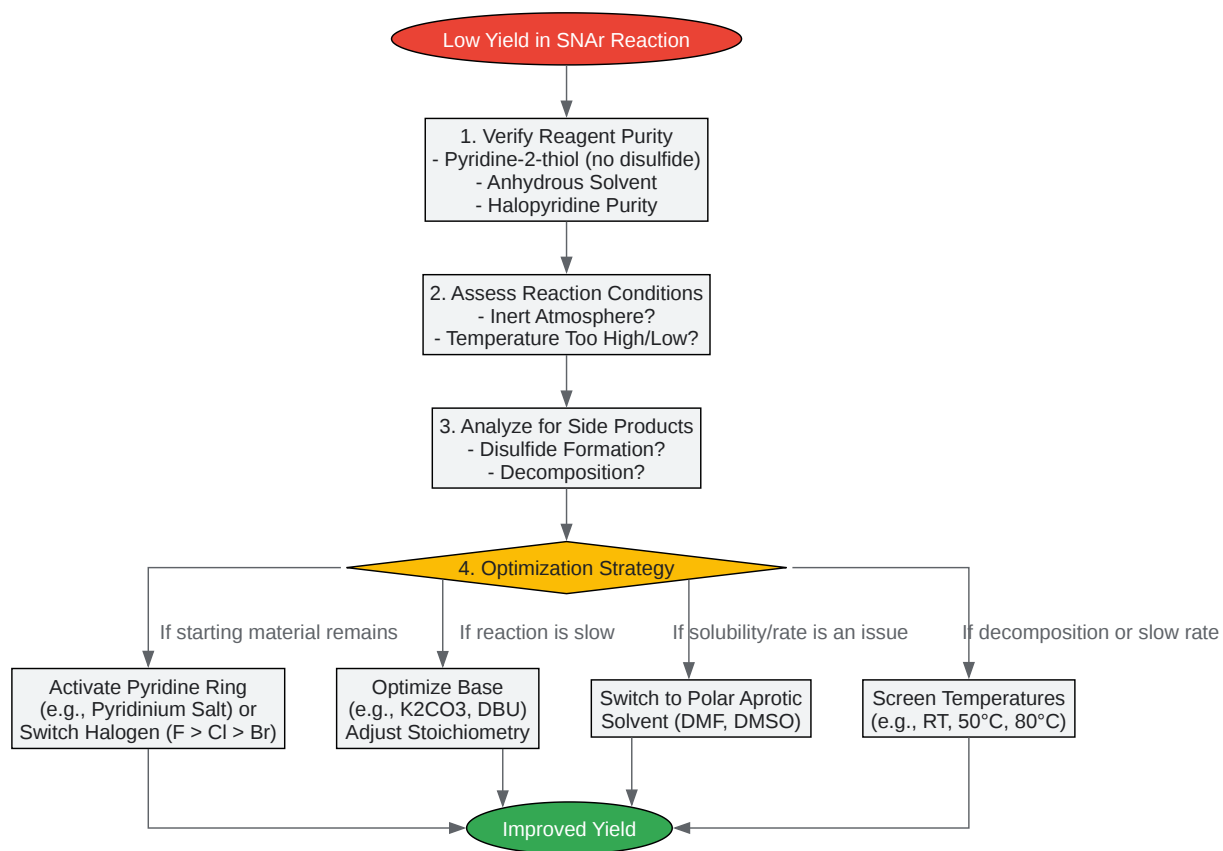 Low Yield in SNAr Reaction
1. Verify Reagent Purity
- Pyridine-2-thiol (no disulfide)
- Anhydrous Solvent
- Halopyridine Purity
2. Assess Reaction Conditions
- Inert Atmosphere?
- Temperature Too High/Low?
3. Analyze for Side Products
- Disulfide Formation?
- Decomposition?
4. Optimization Strategy
If starting material remains
If reaction is slow
If solubility/rate is an issue
If decomposition or slow rate
Activate Pyridine Ring
(e.g., Pyridinium Salt) or
Switch Halogen (F > Cl > Br)
Optimize Base
(e.g., K2CO3, DBU)
Adjust Stoichiometry
Switch to Polar Aprotic
Solvent (DMF, DMSO)
Screen Temperatures
(e.g., RT, 50°C, 80°C)
Improved Yield